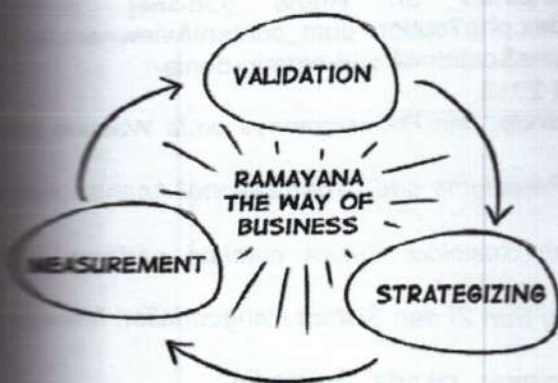 VALIDATION
RAMAYANA
THE WAY OF
BUSINESS
MEASUREMENT
STRATEGIZING